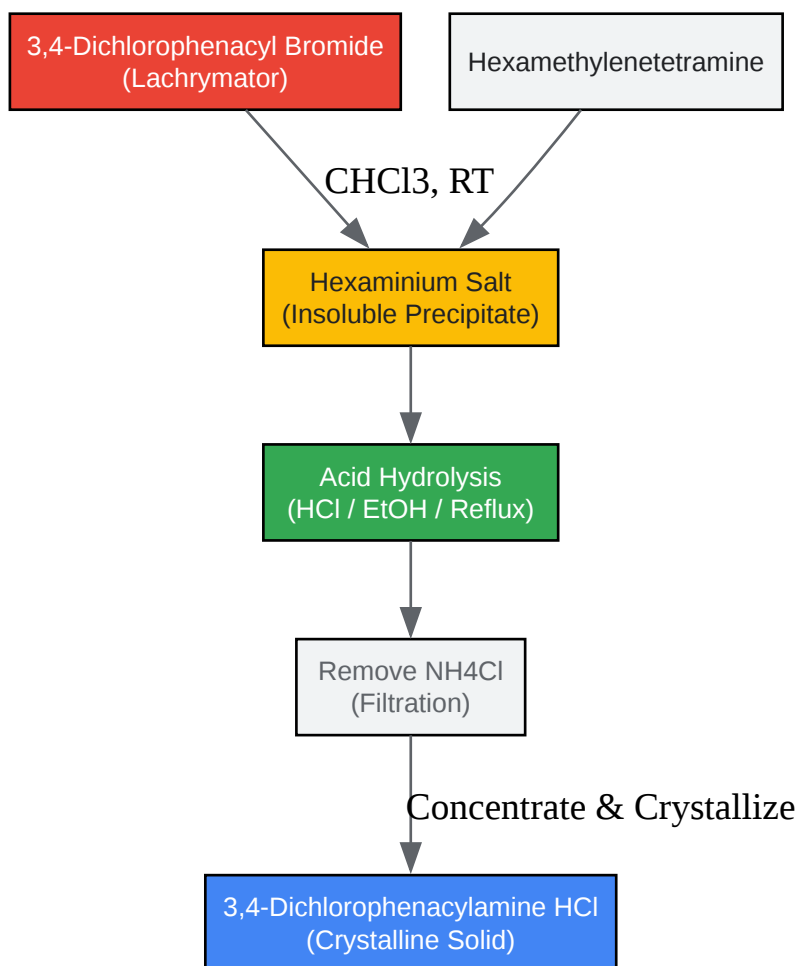 3,4-Dichlorophenacyl Bromide
(Lachrymator)
Hexamethylenetetramine
CHCl3, RT
Hexaminium Salt
(Insoluble Precipitate)
Acid Hydrolysis
(HCl / EtOH / Reflux)
Remove NH4Cl
(Filtration)
Concentrate & Crystallize
3,4-Dichlorophenacylamine HCl
(Crystalline Solid)